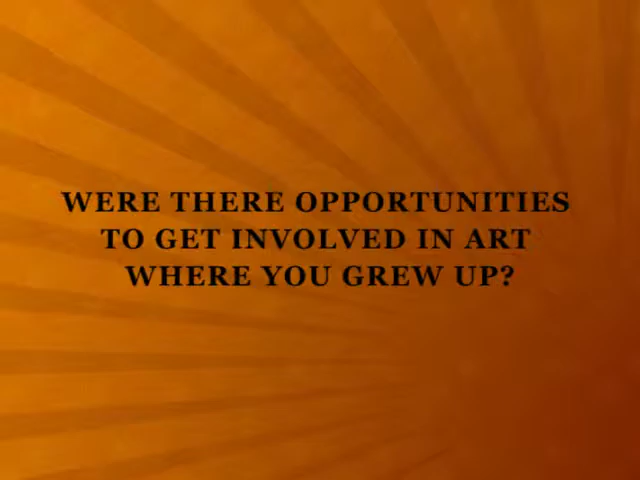 WERE THERE OPPORTUNITIES
TO GET INVOLVED IN ART
WHERE YOU GREW UP?